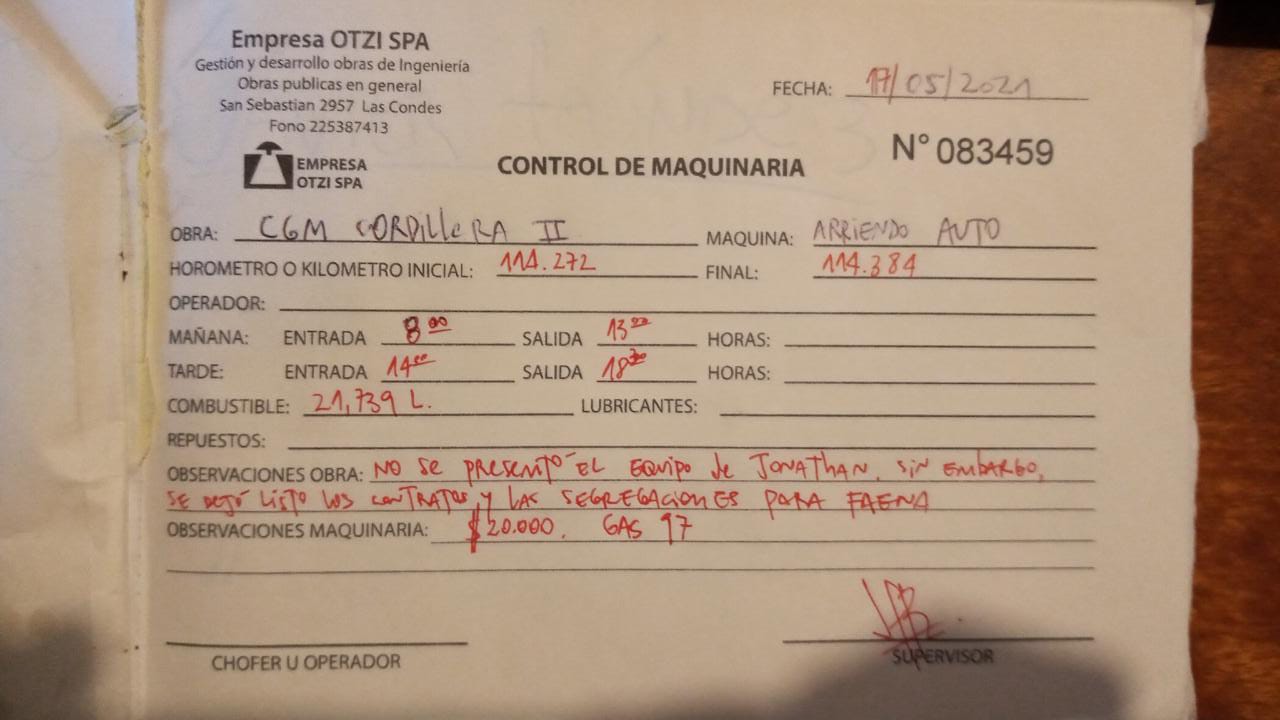 Empresa OTZI SPA
Gestión y desarrollo obras de Ingeniería
Obras publicas en general
San Sebastian 2957 Las Condes
Fono 225387413
FECHA: 17/05/2021
EMPRESA
OTZI SPA
CONTROL DE MAQUINARIA
N° 083459
OBRA: CGM CORDILLERA II MAQUINA: ARRIENDO AUTO
HOROMETRO O KILOMETRO INICIAL: 114.272 FINAL: 114.384
OPERADOR:
MAÑANA: ENTRADA 8:00 SALIDA 13:00 HORAS:
TARDE: ENTRADA 14:00 SALIDA 18:30 HORAS:
COMBUSTIBLE: 21,739 L. LUBRICANTES:
REPUESTOS:
OBSERVACIONES OBRA: NO SE PRESENTO EL EQUIPO de JONATHAN, SIN EMBARGO,
SE DEJÓ LISTO LOS CONTRATOS Y LAS SEGREGACIONES PARA FAENA
OBSERVACIONES MAQUINARIA: $20.000. GAS 97
CHOFER U OPERADOR
SUPERVISOR